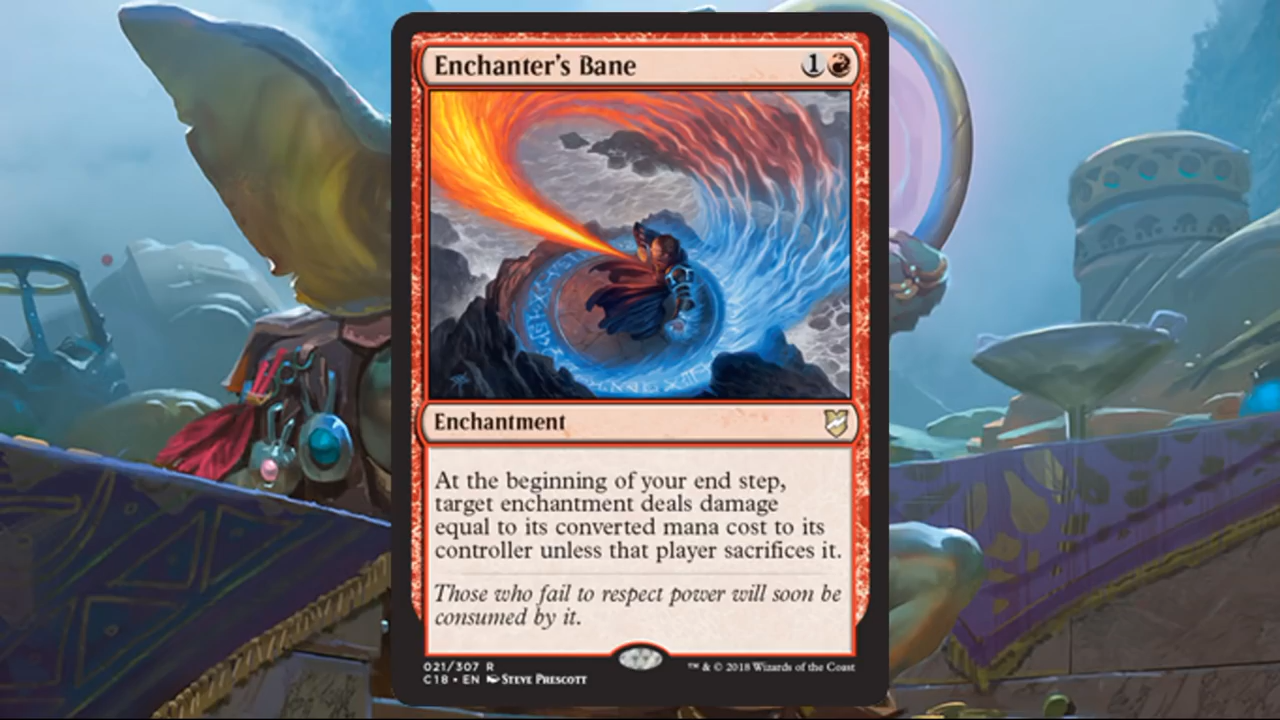 Enchanter's Bane 1
Enchantment
At the beginning of your end step,
target enchantment deals damage
equal to its converted mana cost to its
controller unless that player sacrifices it.
Those who fail to respect power will soon be
consumed by it.
021/307 R
™ & © 2018 Wizards of the Coast
C18 • EN Steve Prescott